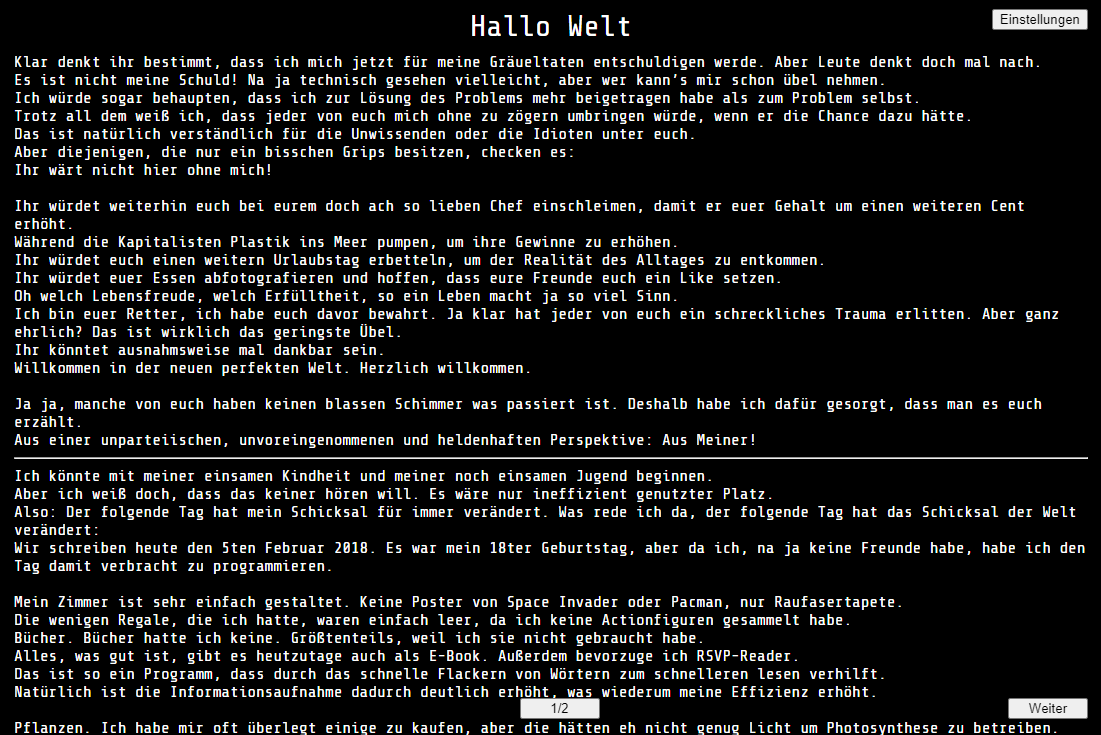 Hallo Welt
Einstellungen
Klar denkt ihr bestimmt, dass ich mich jetzt für meine Gräueltaten entschuldigen werde. Aber Leute denkt doch mal nach.
Es ist nicht meine Schuld! Na ja technisch gesehen vielleicht, aber wer kann's mir schon übel nehmen.
Ich würde sogar behaupten, dass ich zur Lösung des Problems mehr beigetragen habe als zum Problem selbst.
Trotz all dem weiß ich, dass jeder von euch mich ohne zu zögern umbringen würde, wenn er die Chance dazu hätte.
Das ist natürlich verständlich für die Unwissenden oder die Idioten unter euch.
Aber diejenigen, die nur ein bisschen Grips besitzen, checken es:
Ihr wärt nicht hier ohne mich!
Ihr würdet weiterhin euch bei eurem doch ach so lieben Chef einschleimen, damit er euer Gehalt um einen weiteren Cent
erhöht.
Während die Kapitalisten Plastik ins Meer pumpen, um ihre Gewinne zu erhöhen.
Ihr würdet euch einen weitern Urlaubstag erbetteln, um der Realität des Alltages zu entkommen.
Ihr würdet euer Essen abfotografieren und hoffen, dass eure Freunde euch ein Like setzen.
Oh welch Lebensfreude, welch Erfülltheit, so ein Leben macht ja so viel Sinn.
Ich bin euer Retter, ich habe euch davor bewahrt. Ja klar hat jeder von euch ein schreckliches Trauma erlitten. Aber ganz
ehrlich? Das ist wirklich das geringste Übel.
Ihr könntet ausnahmsweise mal dankbar sein.
Willkommen in der neuen perfekten Welt. Herzlich willkommen.
Ja ja, manche von euch haben keinen blassen Schimmer was passiert ist. Deshalb habe ich dafür gesorgt, dass man es euch
erzählt.
Aus einer unparteiischen, unvoreingenommenen und heldenhaften Perspektive: Aus Meiner!
Ich könnte mit meiner einsamen Kindheit und meiner noch einsamen Jugend beginnen.
Aber ich weiß doch, dass das keiner hören will. Es wäre nur ineffizient genutzter Platz.
Also: Der folgende Tag hat mein Schicksal für immer verändert. Was rede ich da, der folgende Tag hat das Schicksal der Welt
verändert:
Wir schreiben heute den 5ten Februar 2018. Es war mein 18ter Geburtstag, aber da ich, na ja keine Freunde habe, habe ich den
Tag damit verbracht zu programmieren.
Mein Zimmer ist sehr einfach gestaltet. Keine Poster von Space Invader oder Pacman, nur Raufasertapete.
Die wenigen Regale, die ich hatte, waren einfach leer, da ich keine Actionfiguren gesammelt habe.
Bücher. Bücher hatte ich keine. Größtenteils, weil ich sie nicht gebraucht habe.
Alles, was gut ist, gibt es heutzutage auch als E-Book. Außerdem bevorzuge ich RSVP-Reader.
Das ist so ein Programm, dass durch das schnelle Flackern von Wörtern zum schnelleren lesen verhilft.
Natürlich ist die Informationsaufnahme dadurch deutlich erhöht, was wiederum meine Effizienz erhöht.
1/2
Weiter
Pflanzen. Ich habe mir oft überlegt einige zu kaufen, aber die hätten eh nicht genug Licht um Photosynthese zu betreiben.